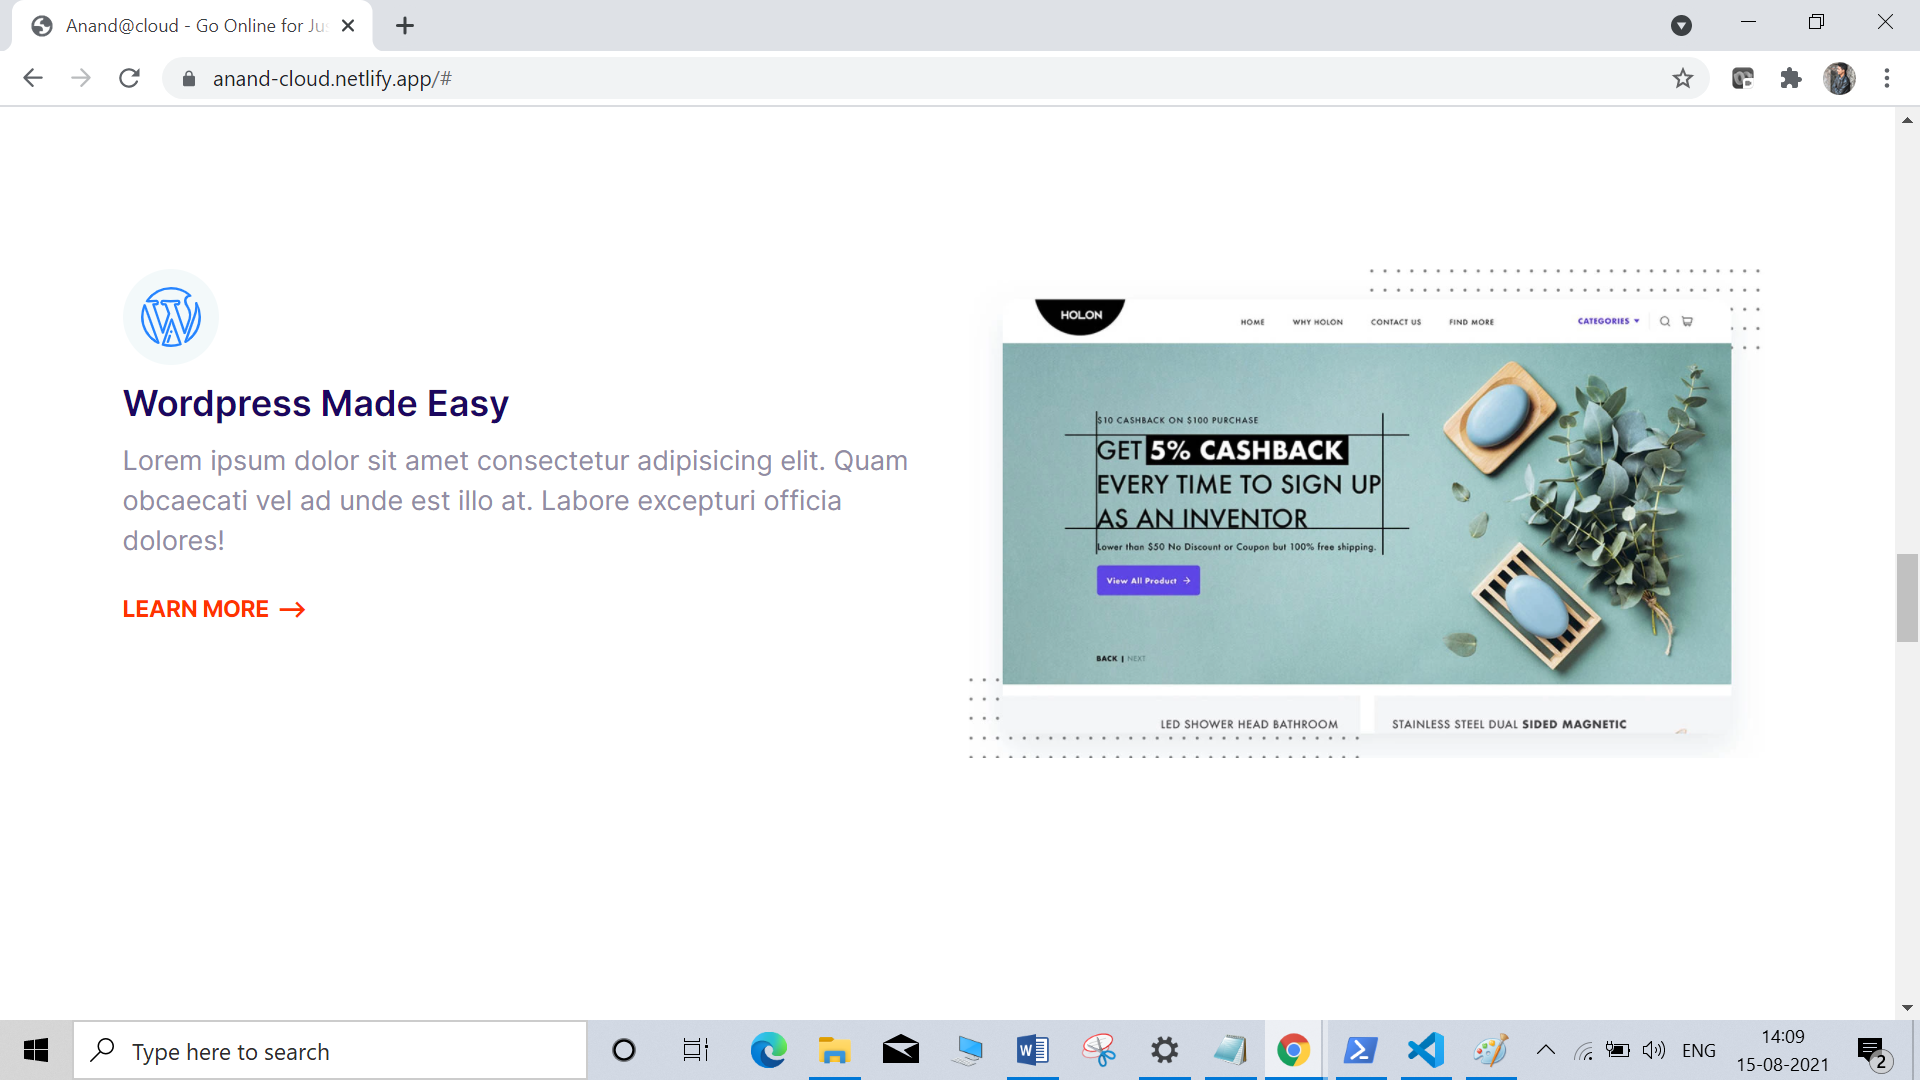 Anand@cloud - Go Online for Jus
anand-cloud.netlify.app/#
Wordpress Made Easy
Lorem ipsum dolor sit amet consectetur adipisicing elit. Quam
obcaecati vel ad unde est illo at. Labore excepturi officia
dolores!
LEARN MORE
HOLON
HOME WHY HOLON CONTACT US FIND MORE CATEGORIES
$10 CASHBACK ON $100 PURCHASE
GET 5% CASHBACK
EVERY TIME TO SIGN UP
AS AN INVENTOR
Lower than $50 No Discount or Coupon but 100% free shipping.
View All Product
BACK | NEXT
LED SHOWER HEAD BATHROOM
STAINSLESS STEEL DUAL SIDED MAGNETIC
Type here to search
ENG
14:09
15-08-2021
2